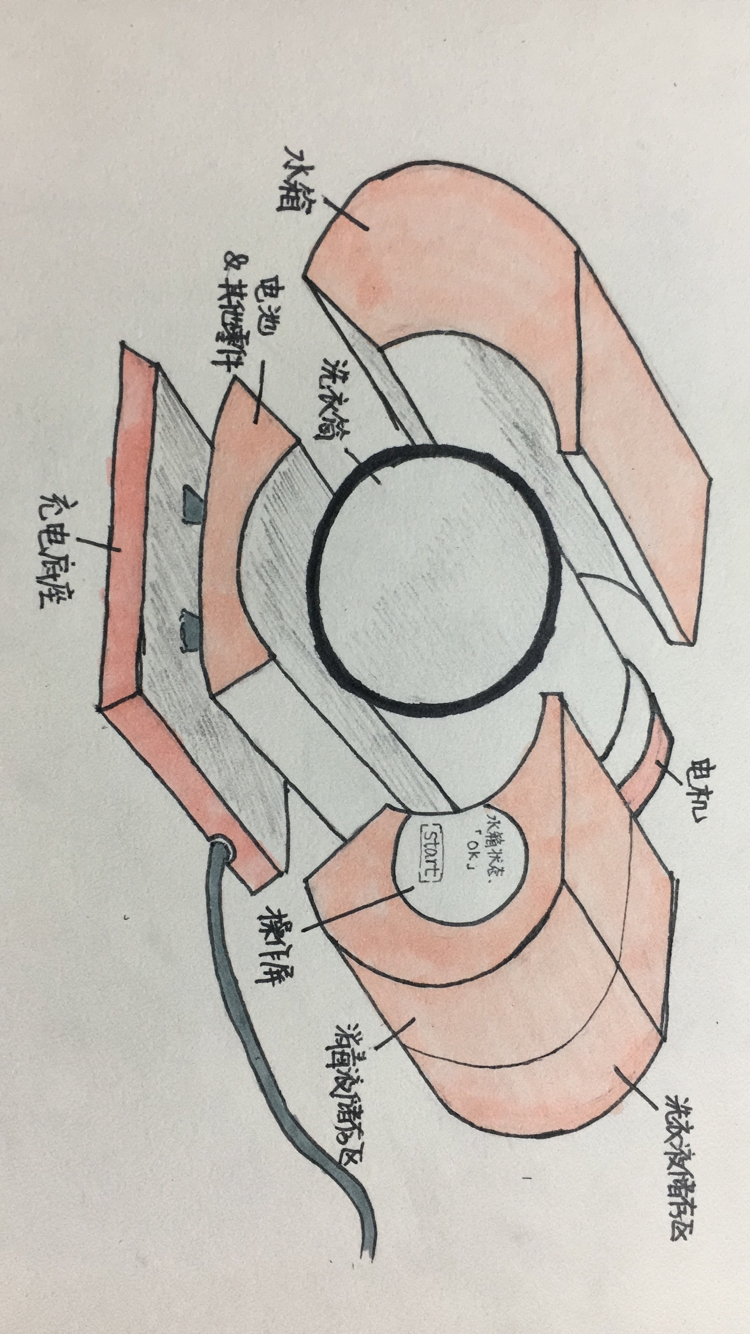 水箱
电池
&其他零件
洗衣筒
充电底座
电机
水箱状态、
「OK」
start
操作屏
消毒液储存区
洗衣液储存区